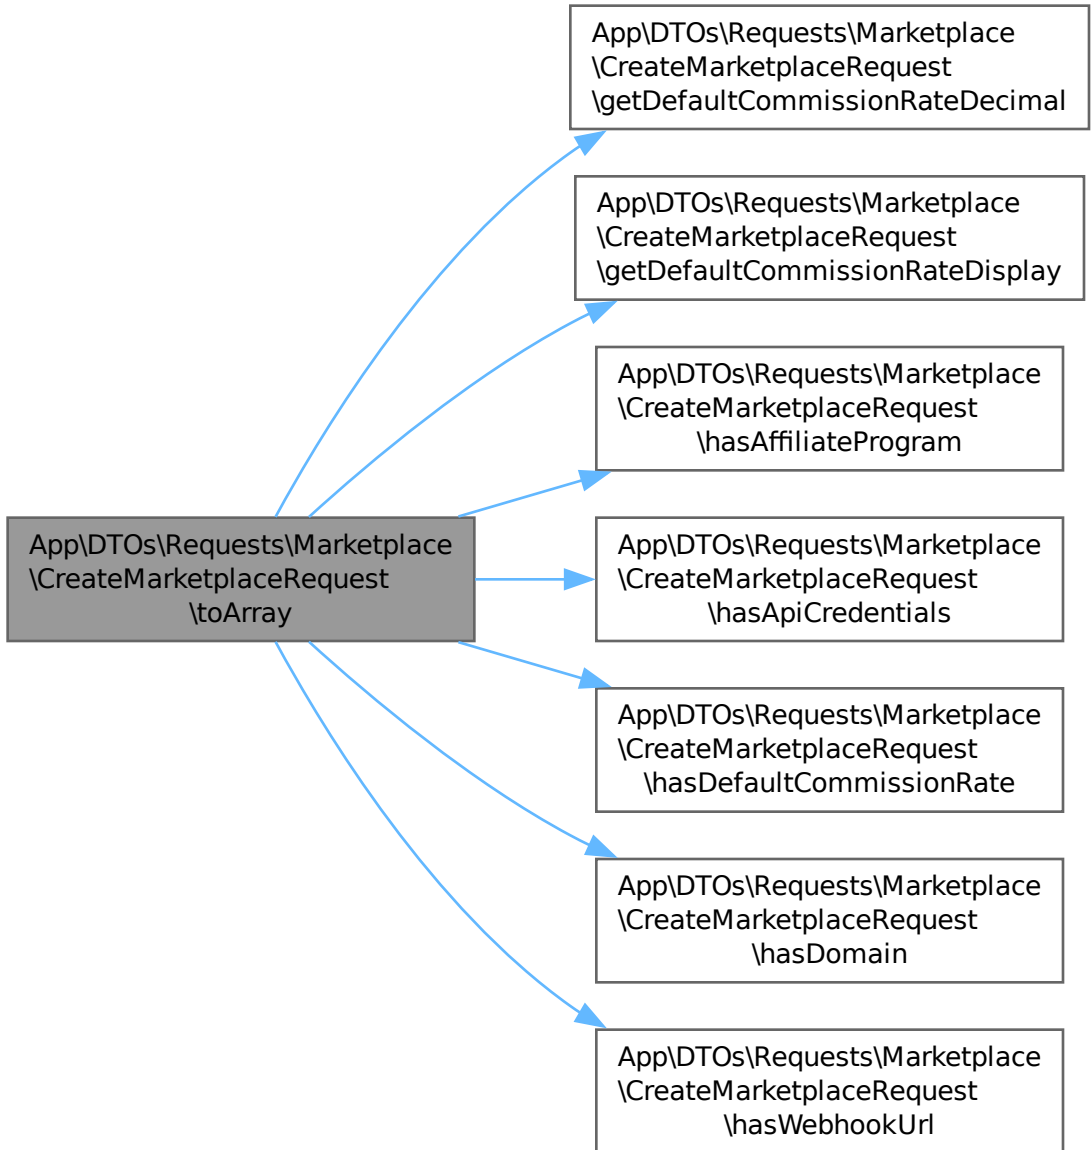 App\DTOs\Requests\Marketplace
\CreateMarketplaceRequest
\getDefaultCommissionRateDecimal
App\DTOs\Requests\Marketplace
\CreateMarketplaceRequest
\getDefaultCommissionRateDisplay
App\DTOs\Requests\Marketplace
\CreateMarketplaceRequest
\hasAffiliateProgram
App\DTOs\Requests\Marketplace
\CreateMarketplaceRequest
\toArray
App\DTOs\Requests\Marketplace
\CreateMarketplaceRequest
\hasApiCredentials
App\DTOs\Requests\Marketplace
\CreateMarketplaceRequest
\hasDefaultCommissionRate
App\DTOs\Requests\Marketplace
\CreateMarketplaceRequest
\hasDomain
App\DTOs\Requests\Marketplace
\CreateMarketplaceRequest
\hasWebhookUrl